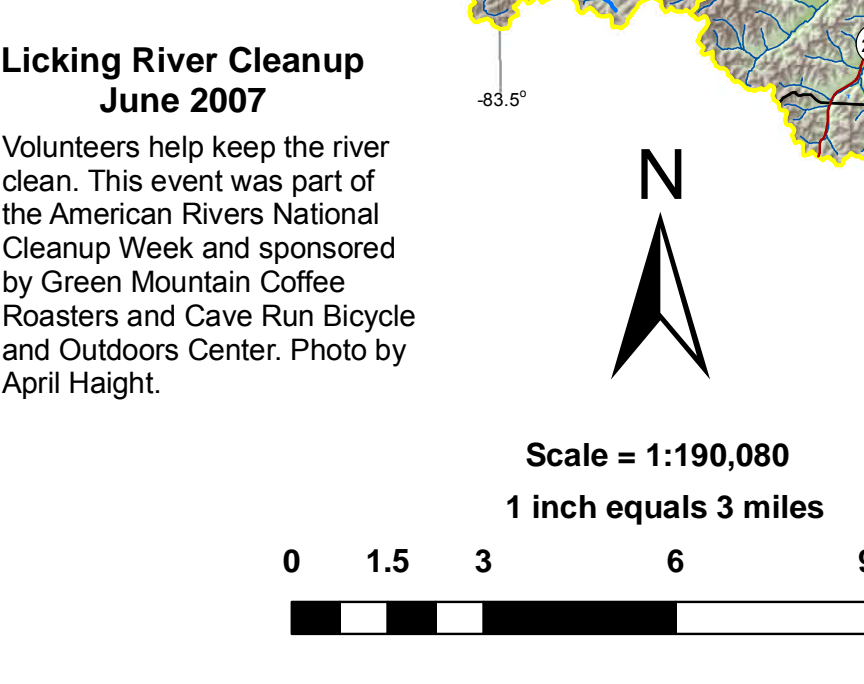 Licking River Cleanup
June 2007
Volunteers help keep the river
clean. This event was part of
the American Rivers National
Cleanup Week and sponsored
by Green Mountain Coffee
Roasters and Cave Run Bicycle
and Outdoors Center. Photo by
April Haight.
-83.5°
N
Scale = 1:190,080
1 inch equals 3 miles
0 1.5 3 6